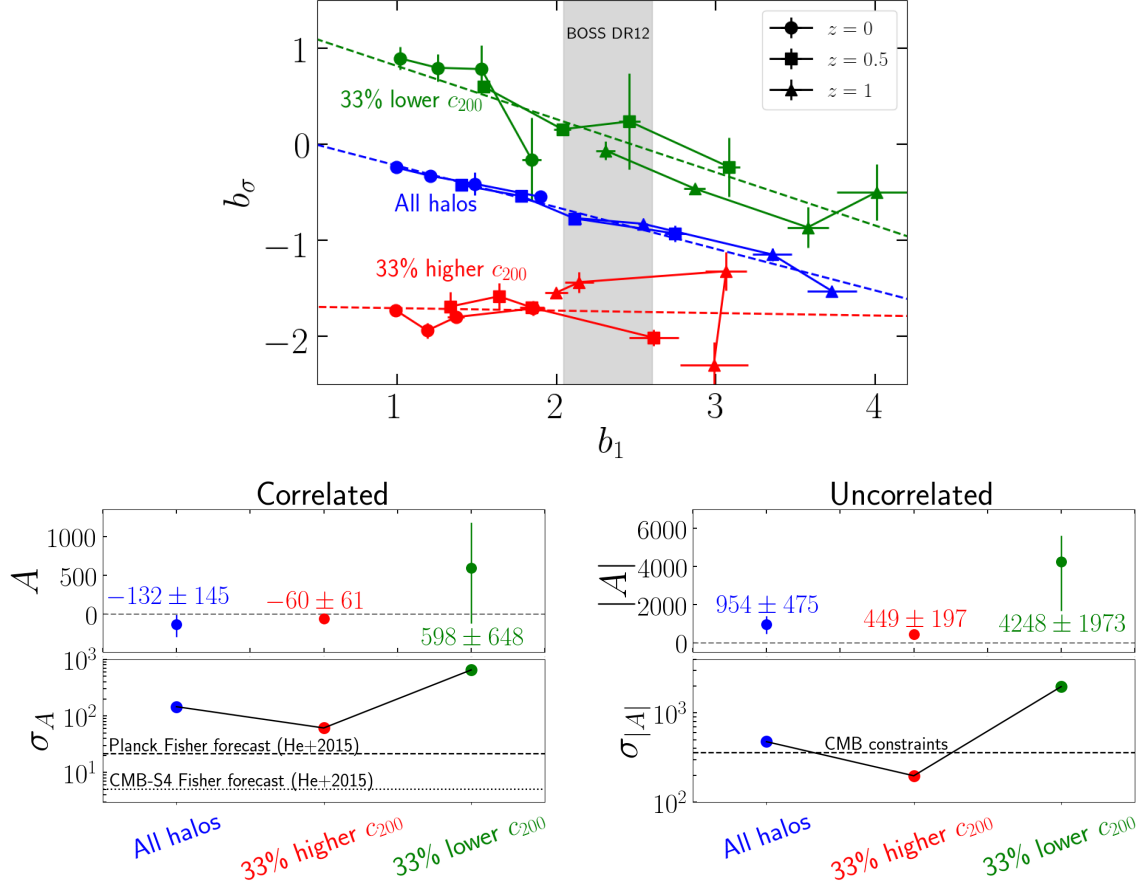 BOSS DR12
z = 0
z = 0.5
z = 1
33% lower c₂₀₀
All halos
33% higher c₂₀₀
1
0
−1
−2
b_σ
1 2 3 4
b₁
Correlated
A
1000
500
0
−132 ± 145
−60 ± 61
598 ± 648
σ_A
10³
10²
10¹
Planck Fisher forecast (He+2015)
CMB-S4 Fisher forecast (He+2015)
All halos
33% higher c₂₀₀
33% lower c₂₀₀
Uncorrelated
|A|
6000
4000
2000
0
954 ± 475
449 ± 197
4248 ± 1973
σ_|A|
10³
10²
CMB constraints
All halos
33% higher c₂₀₀
33% lower c₂₀₀